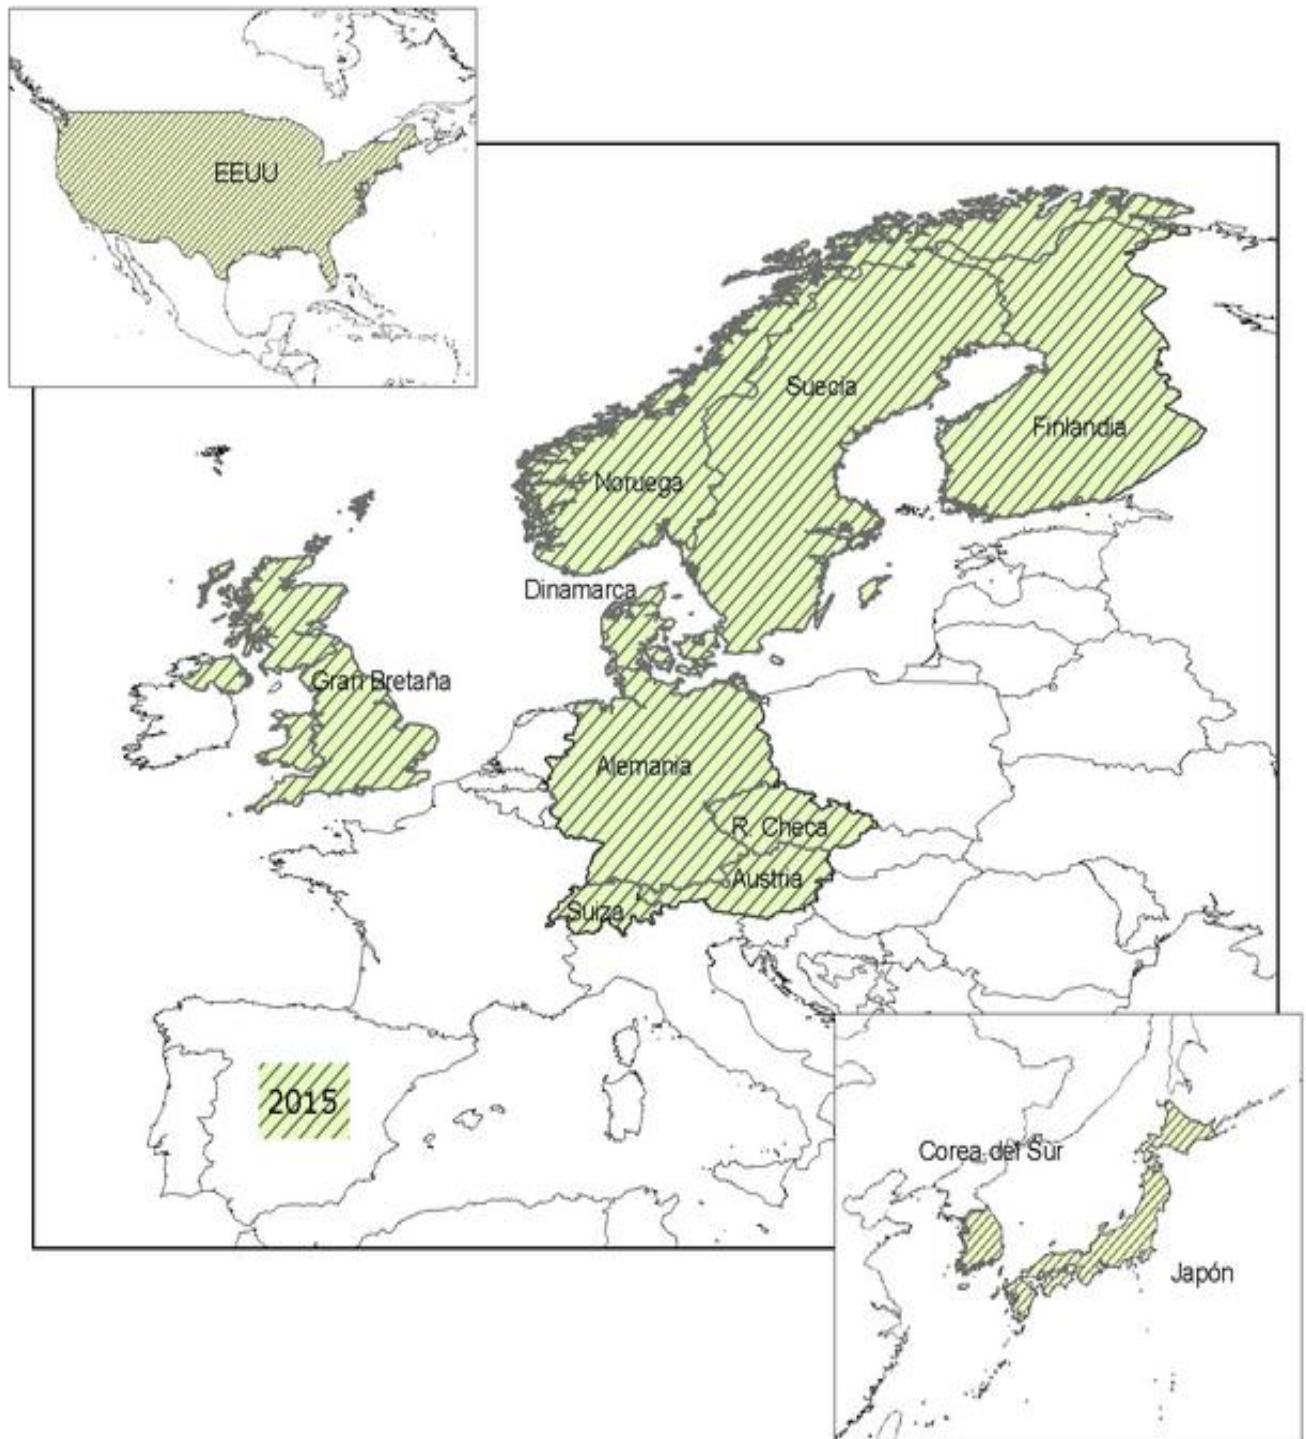 EEUU
Suecia
Finlandia
Noruega
Dinamarca
Gran Bretaña
Alemania
R. Checa
Austria
Suiza
2015
Corea del Sur
Japón